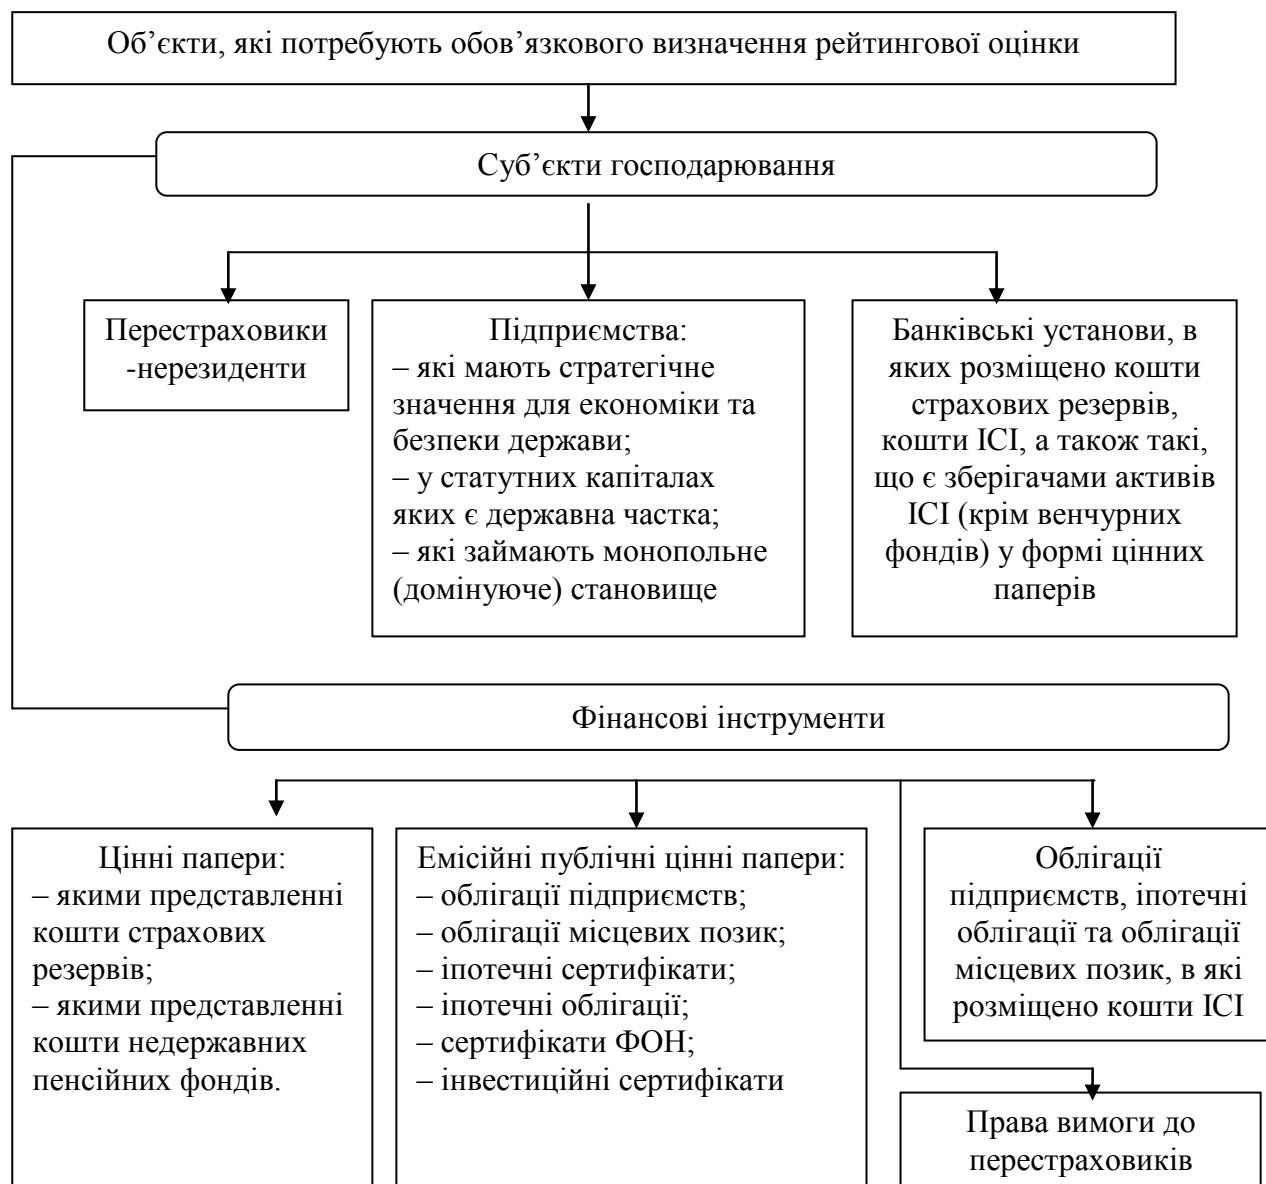 Об’єкти, які потребують обов’язкового визначення рейтингової оцінки
Суб’єкти господарювання
Перестраховики
-нерезиденти
Підприємства:
– які мають стратегічне
значення для економіки та
безпеки держави;
– у статутних капіталах
яких є державна частка;
– які займають монопольне
(домінуюче) становище
Банківські установи, в
яких розміщено кошти
страхових резервів,
кошти ІСІ, а також такі,
що є зберігачами активів
ІСІ (крім венчурних
фондів) у формі цінних
паперів
Фінансові інструменти
Цінні папери:
– якими представленні
кошти страхових
резервів;
– якими представленні
кошти недержавних
пенсійних фондів.
Емісійні публічні цінні папери:
– облігації підприємств;
– облігації місцевих позик;
– іпотечні сертифікати;
– іпотечні облігації;
– сертифікати ФОН;
– інвестиційні сертифікати
Облігації
підприємств, іпотечні
облігації та облігації
місцевих позик, в які
розміщено кошти ІСІ
Права вимоги до
перестраховиків